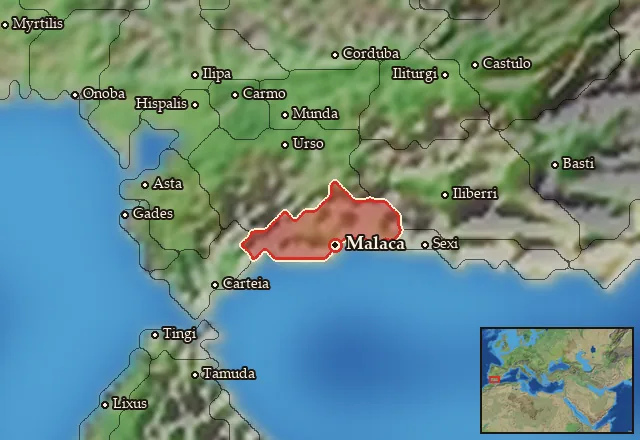 Myrtilis
Corduba
Castulo
Ilipa
Iliturgi
Onoba
Carmo
Hispalis
Munda
Urso
Basti
Asta
Iliberri
Gades
Malaca
Sexi
Carteia
Tingi
Tamuda
Lixus